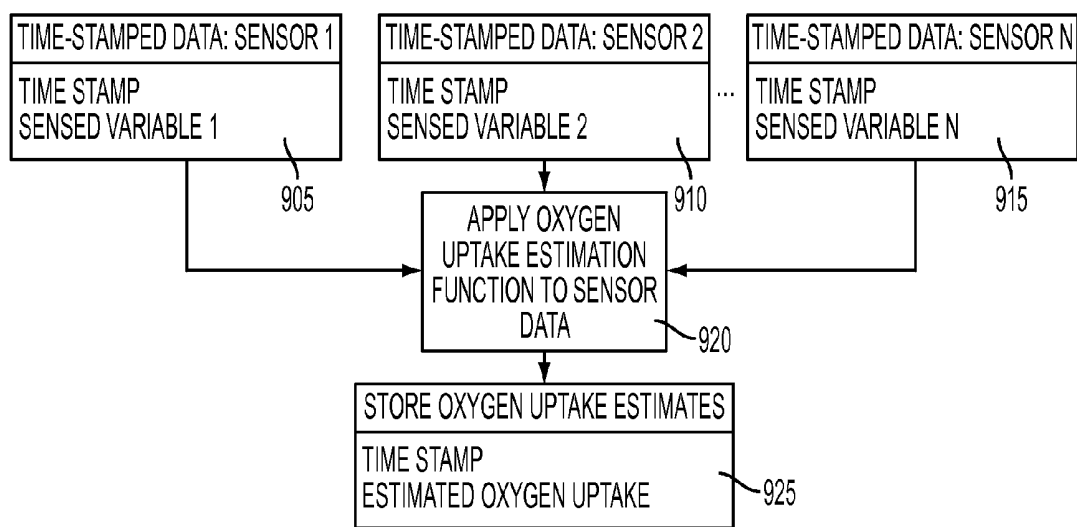 TIME-STAMPED DATA: SENSOR 1
TIME STAMP
SENSED VARIABLE 1
905
TIME-STAMPED DATA: SENSOR 2
TIME STAMP
SENSED VARIABLE 2
910
...
TIME-STAMPED DATA: SENSOR N
TIME STAMP
SENSED VARIABLE N
915
APPLY OXYGEN
UPTAKE ESTIMATION
FUNCTION TO SENSOR
DATA
920
STORE OXYGEN UPTAKE ESTIMATES
TIME STAMP
ESTIMATED OXYGEN UPTAKE
925